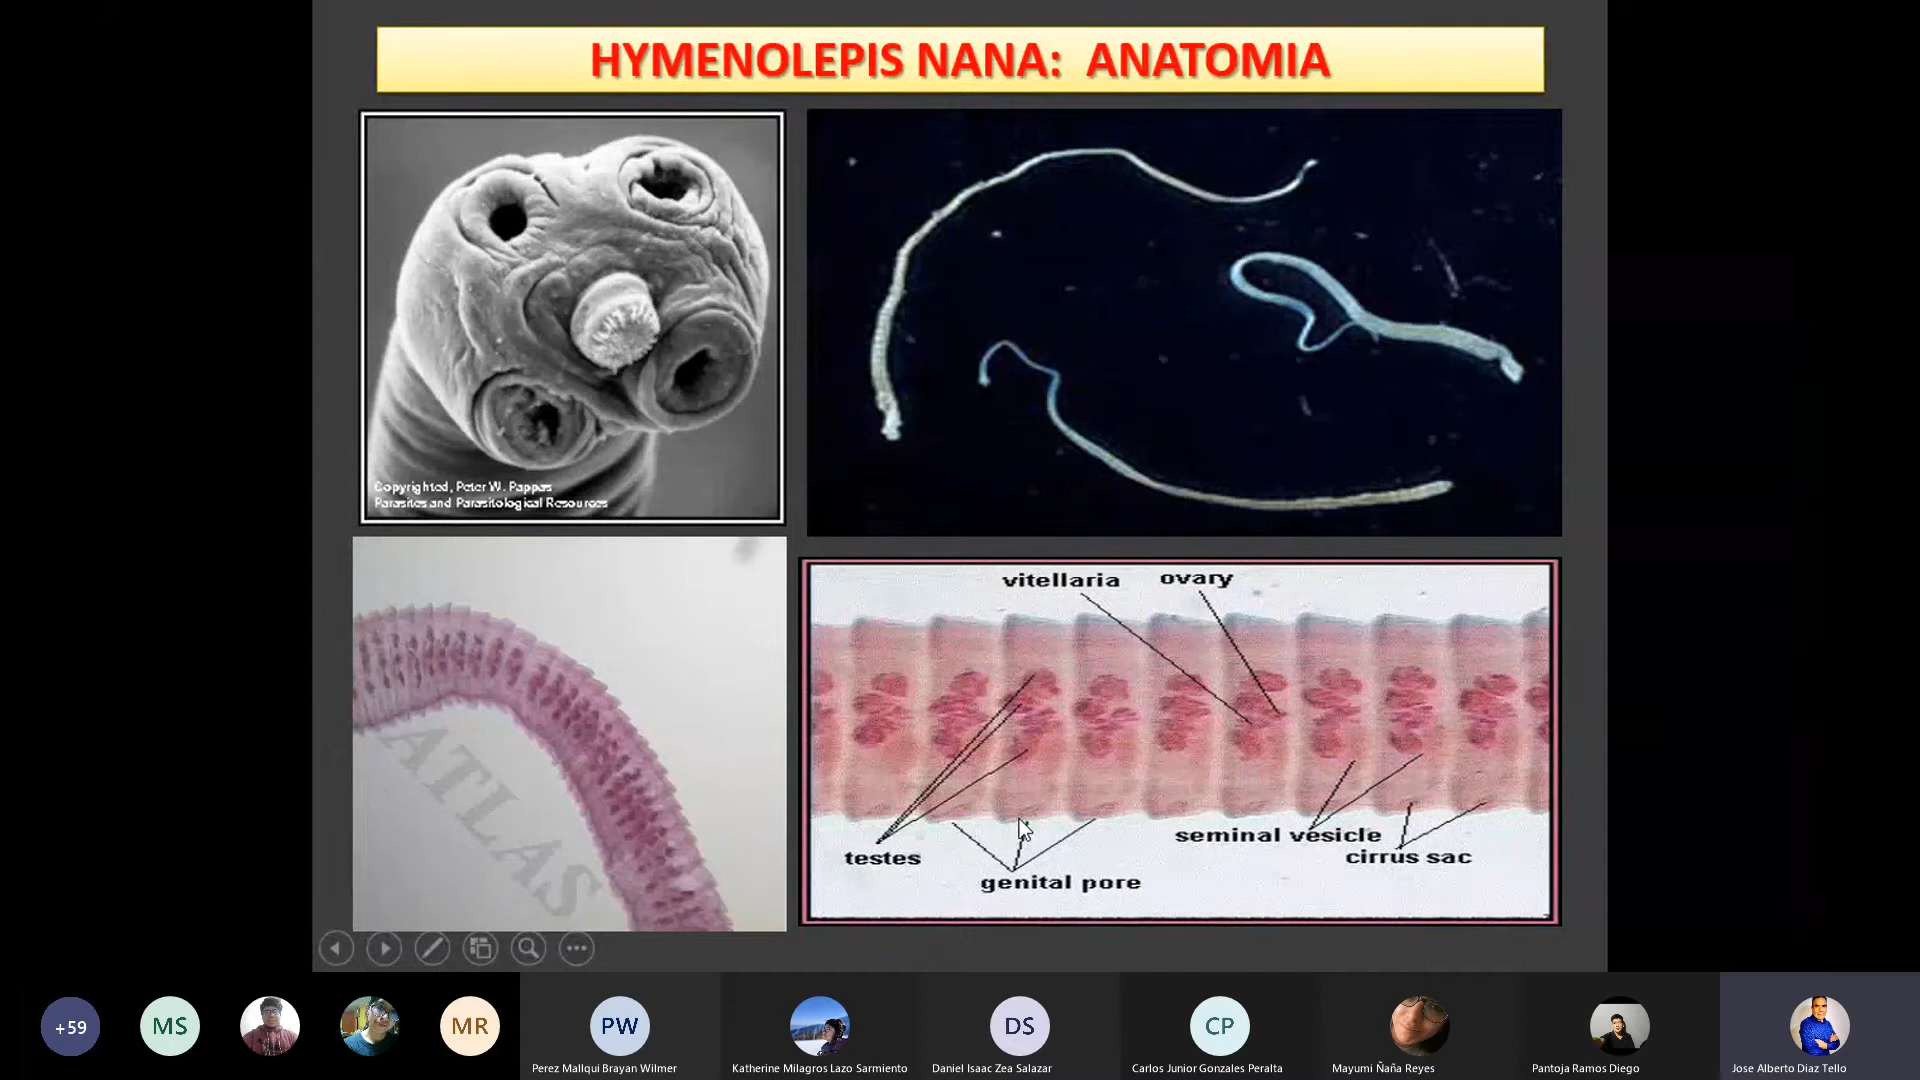 HYMENOLEPIS NANA: ANATOMIA
Copyrighted, Peter W. Pappas
Parasites and Parasitological Resources
vitellaria
ovary
ATLAS
seminal vesicle
testes
cirrus sac
genital pore
+59
MS
MR
PW
DS
CP
Perez Mallqui Brayan Wilmer
Katherine Milagros Lazo Sarmiento
Daniel Isaac Zea Salazar
Carlos Junior Gonzales Peralta
Mayumi Ñaña Reyes
Pantoja Ramos Diego
Jose Alberto Diaz Tello